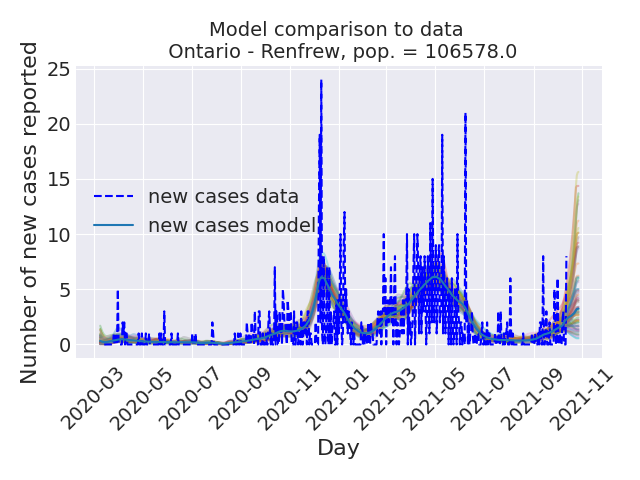 Model comparison to data
Ontario - Renfrew, pop. = 106578.0
Number of new cases reported
25
20
15
10
5
0
new cases data
new cases model
2020-03
2020-05
2020-07
2020-09
2020-11
2021-01
2021-03
2021-05
2021-07
2021-09
2021-11
Day